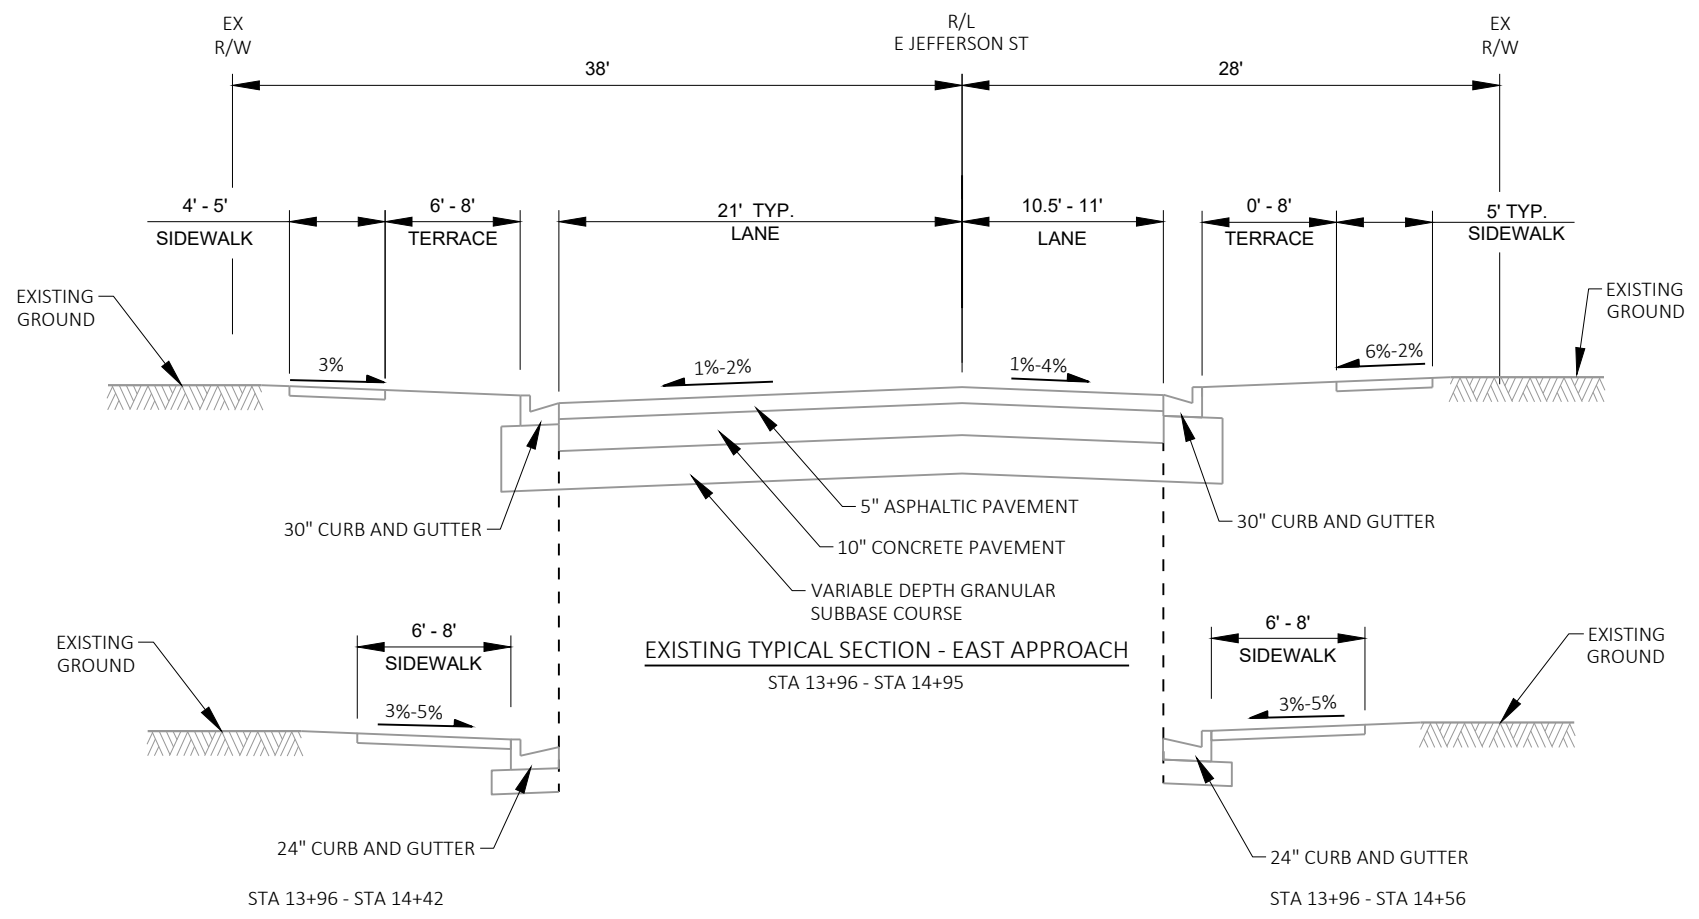 EX
R/W
R/L
E JEFFERSON ST
EX
R/W
38'
28'
4' - 5'
SIDEWALK
6' - 8'
TERRACE
21' TYP.
LANE
10.5' - 11'
LANE
0' - 8'
TERRACE
5' TYP.
SIDEWALK
EXISTING
GROUND
EXISTING
GROUND
3%
1%-2%
1%-4%
6%-2%
30" CURB AND GUTTER
5" ASPHALTIC PAVEMENT
30" CURB AND GUTTER
10" CONCRETE PAVEMENT
VARIABLE DEPTH GRANULAR
SUBBASE COURSE
EXISTING TYPICAL SECTION - EAST APPROACH
STA 13+96 - STA 14+95
EXISTING
GROUND
6' - 8'
SIDEWALK
3%-5%
6' - 8'
SIDEWALK
3%-5%
EXISTING
GROUND
24" CURB AND GUTTER
24" CURB AND GUTTER
STA 13+96 - STA 14+42
STA 13+96 - STA 14+56